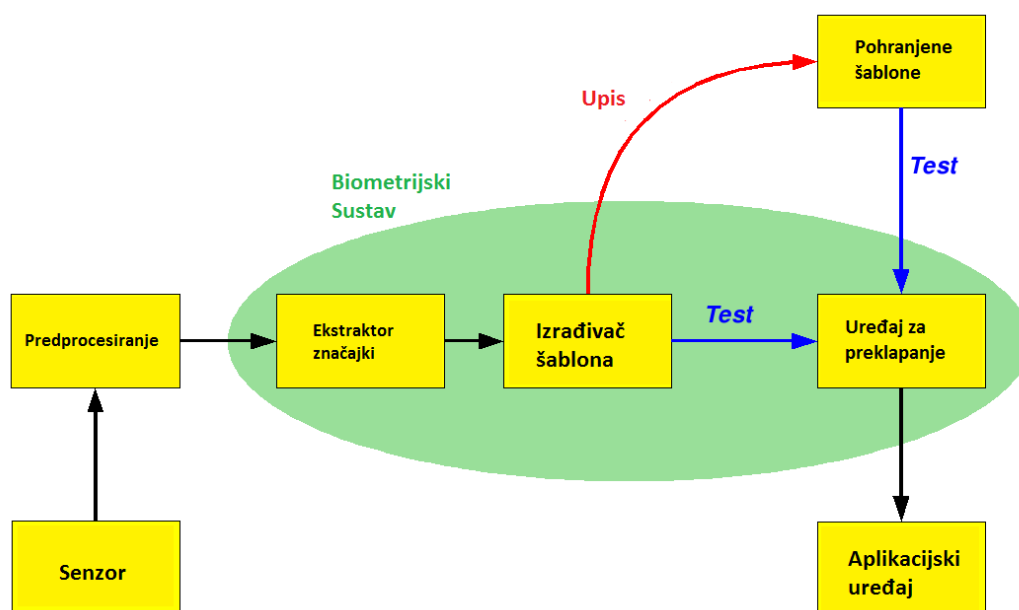 Pohranjene
šablone
Upis
Test
Biometrijski
Sustav
Predprocesiranje
Ekstraktor
značajki
Izrađivač
šablona
Test
Uređaj za
preklapanje
Senzor
Aplikacijski
uređaj